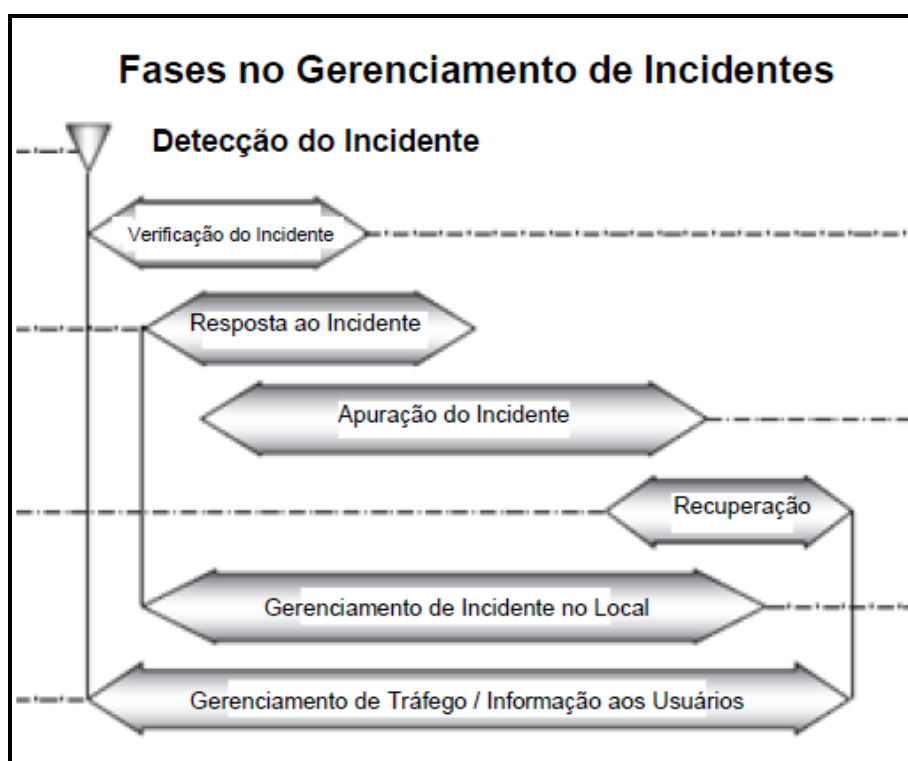 Fases no Gerenciamento de Incidentes
Detecção do Incidente
Verificação do Incidente
Resposta ao Incidente
Apuração do Incidente
Recuperação
Gerenciamento de Incidente no Local
Gerenciamento de Tráfego / Informação aos Usuários